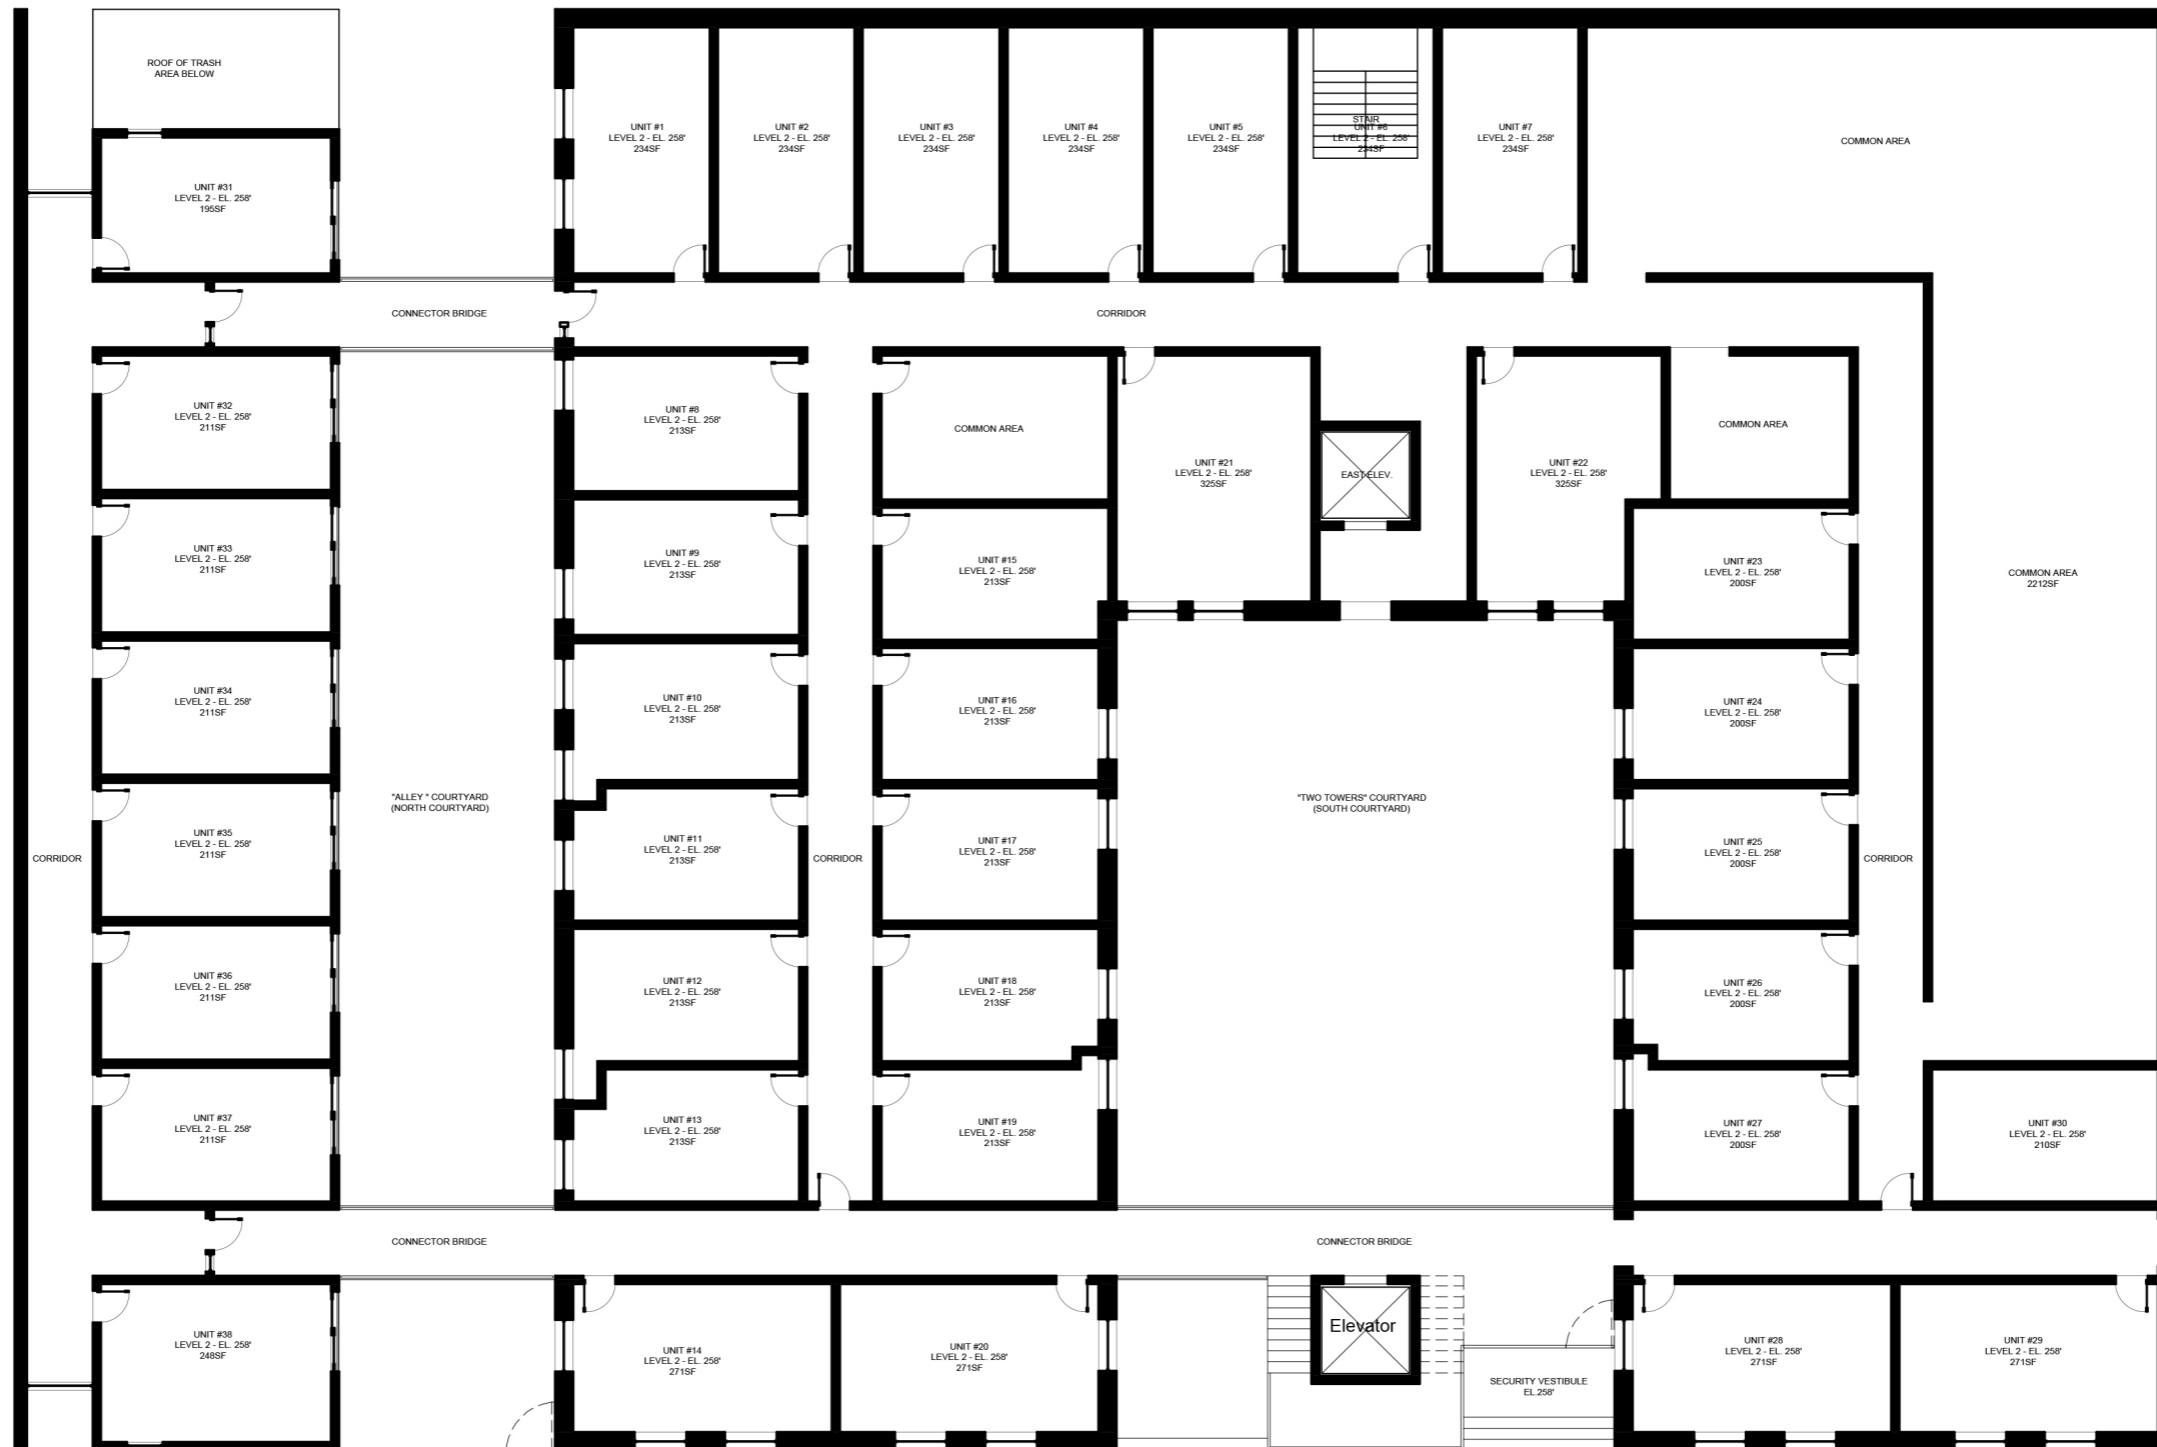 ROOF OF TRASH
AREA BELOW
UNIT #1
LEVEL 2 - EL. 258'
234SF
UNIT #2
LEVEL 2 - EL. 258'
234SF
UNIT #3
LEVEL 2 - EL. 258'
234SF
UNIT #4
LEVEL 2 - EL. 258'
234SF
UNIT #5
LEVEL 2 - EL. 258'
234SF
STAIR
UNIT #6
LEVEL 2 - EL. 258'
234SF
UNIT #7
LEVEL 2 - EL. 258'
234SF
COMMON AREA
UNIT #31
LEVEL 2 - EL. 258'
195SF
CONNECTOR BRIDGE
CORRIDOR
UNIT #32
LEVEL 2 - EL. 258'
211SF
UNIT #8
LEVEL 2 - EL. 258'
213SF
COMMON AREA
UNIT #21
LEVEL 2 - EL. 258'
325SF
EAST ELEV.
UNIT #22
LEVEL 2 - EL. 258'
325SF
COMMON AREA
UNIT #33
LEVEL 2 - EL. 258'
211SF
UNIT #9
LEVEL 2 - EL. 258'
213SF
UNIT #15
LEVEL 2 - EL. 258'
213SF
UNIT #23
LEVEL 2 - EL. 258'
200SF
COMMON AREA
2212SF
UNIT #34
LEVEL 2 - EL. 258'
211SF
UNIT #10
LEVEL 2 - EL. 258'
213SF
UNIT #16
LEVEL 2 - EL. 258'
213SF
UNIT #24
LEVEL 2 - EL. 258'
200SF
"ALLEY " COURTYARD
(NORTH COURTYARD)
"TWO TOWERS" COURTYARD
(SOUTH COURTYARD)
CORRIDOR
UNIT #35
LEVEL 2 - EL. 258'
211SF
UNIT #11
LEVEL 2 - EL. 258'
213SF
CORRIDOR
UNIT #17
LEVEL 2 - EL. 258'
213SF
UNIT #25
LEVEL 2 - EL. 258'
200SF
CORRIDOR
UNIT #36
LEVEL 2 - EL. 258'
211SF
UNIT #12
LEVEL 2 - EL. 258'
213SF
UNIT #18
LEVEL 2 - EL. 258'
213SF
UNIT #26
LEVEL 2 - EL. 258'
200SF
UNIT #37
LEVEL 2 - EL. 258'
211SF
UNIT #13
LEVEL 2 - EL. 258'
213SF
UNIT #19
LEVEL 2 - EL. 258'
213SF
UNIT #27
LEVEL 2 - EL. 258'
200SF
UNIT #30
LEVEL 2 - EL. 258'
210SF
CONNECTOR BRIDGE
CONNECTOR BRIDGE
UNIT #38
LEVEL 2 - EL. 258'
248SF
UNIT #14
LEVEL 2 - EL. 258'
271SF
UNIT #20
LEVEL 2 - EL. 258'
271SF
Elevator
SECURITY VESTIBULE
EL.258'
UNIT #28
LEVEL 2 - EL. 258'
271SF
UNIT #29
LEVEL 2 - EL. 258'
271SF